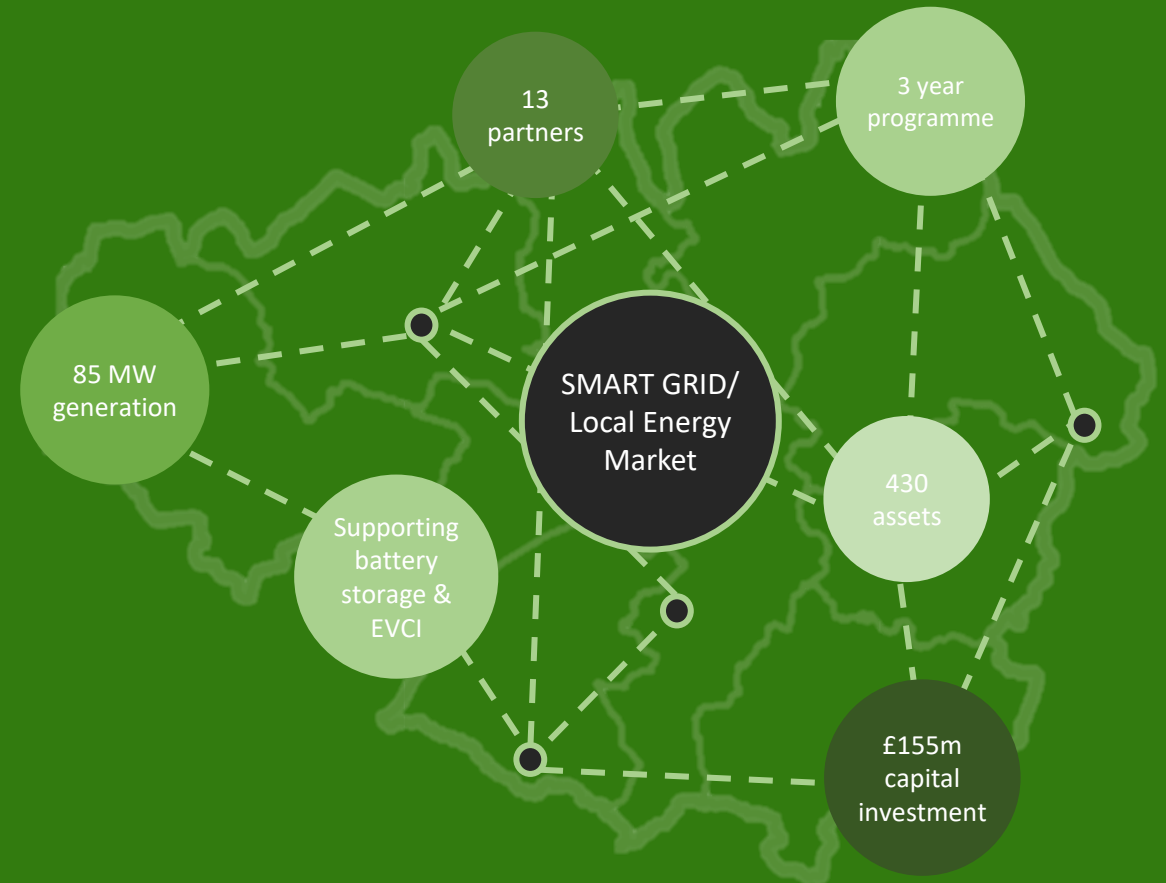 13
partners
3 year
programme
85 MW
generation
SMART GRID/
Local Energy
Market
430
assets
Supporting
battery
storage &
EVCI
£155m
capital
investment